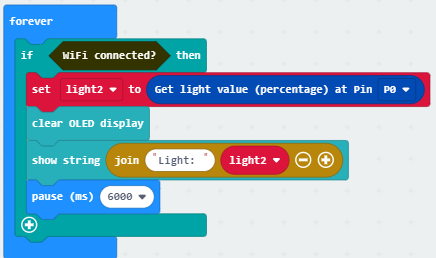 forever
if WiFi connected? then
set light2 to Get light value (percentage) at Pin P0
clear OLED display
show string join "Light: " light2
pause (ms) 6000